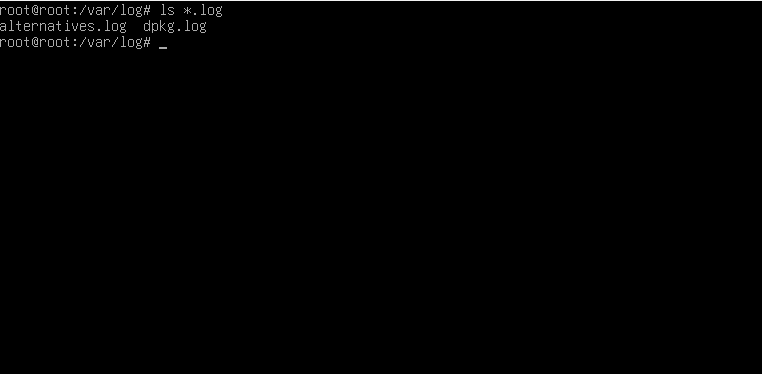 root@root:/var/log# ls *.log
alternatives.log  dpkg.log
root@root:/var/log# _